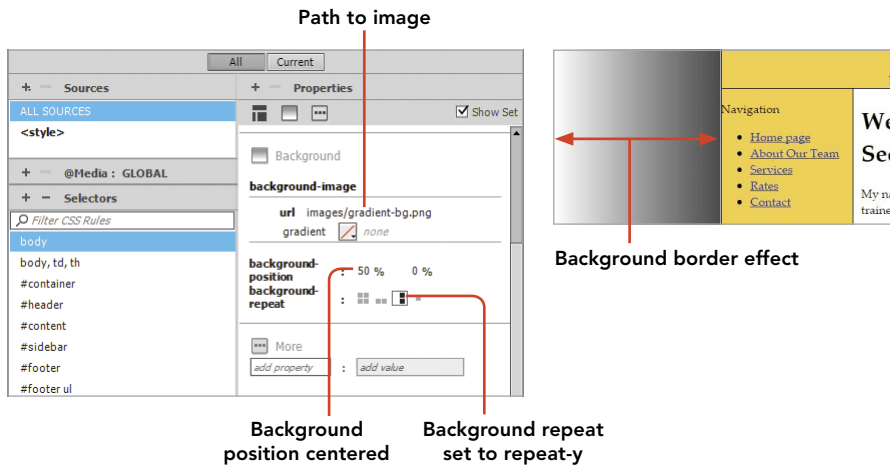 Path to image
All Current
Sources
ALL SOURCES
<style>
@Media : GLOBAL
Selectors
Filter CSS Rules
body
body, td, th
#container
#header
#content
#sidebar
#footer
#footer ul
Properties
Show Set
Background
background-image
url images/gradient-bg.png
gradient none
background-position : 50 % 0 %
background-repeat :
More
add property : add value
Navigation
Home page
About Our Team
Services
Rates
Contact
We
Sec
My na
traine
Background border effect
Background
position centered
Background repeat
set to repeat-y